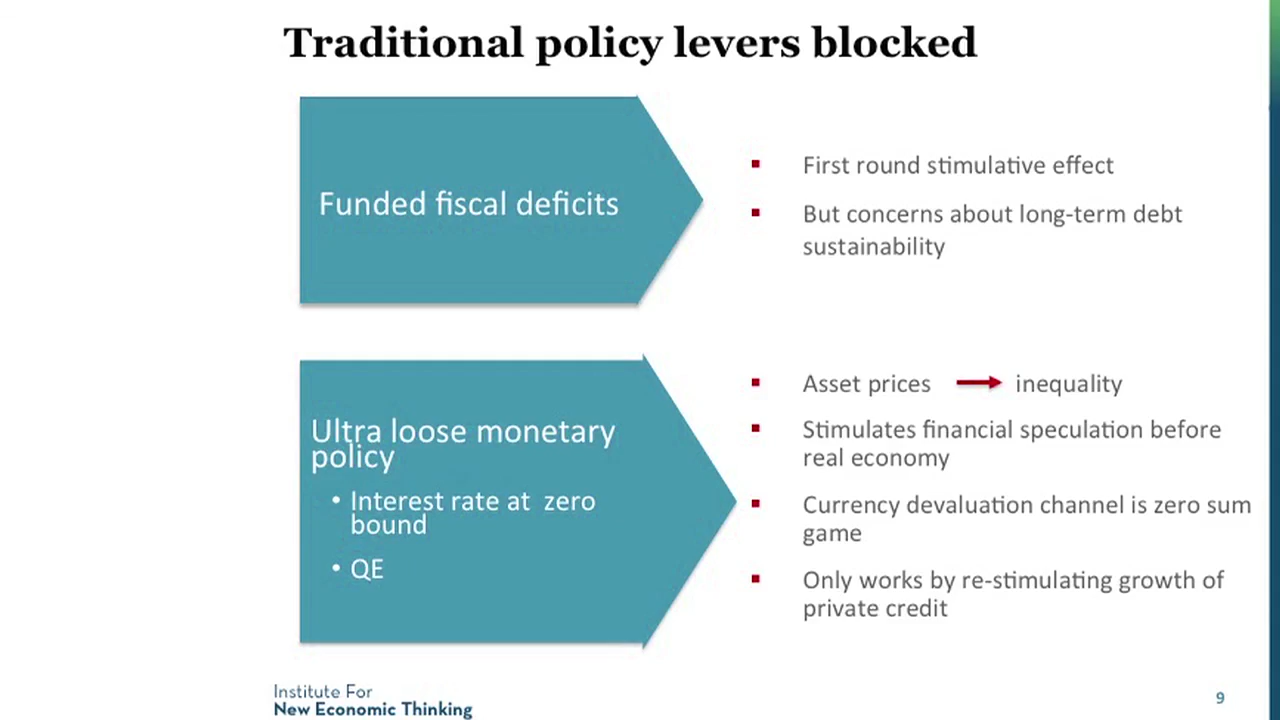 Traditional policy levers blocked
Funded fiscal deficits
▪ First round stimulative effect
▪ But concerns about long-term debt
sustainability
Ultra loose monetary
policy
• Interest rate at zero
bound
• QE
▪ Asset prices → inequality
▪ Stimulates financial speculation before
real economy
▪ Currency devaluation channel is zero sum
game
▪ Only works by re-stimulating growth of
private credit
Institute For
New Economic Thinking
9